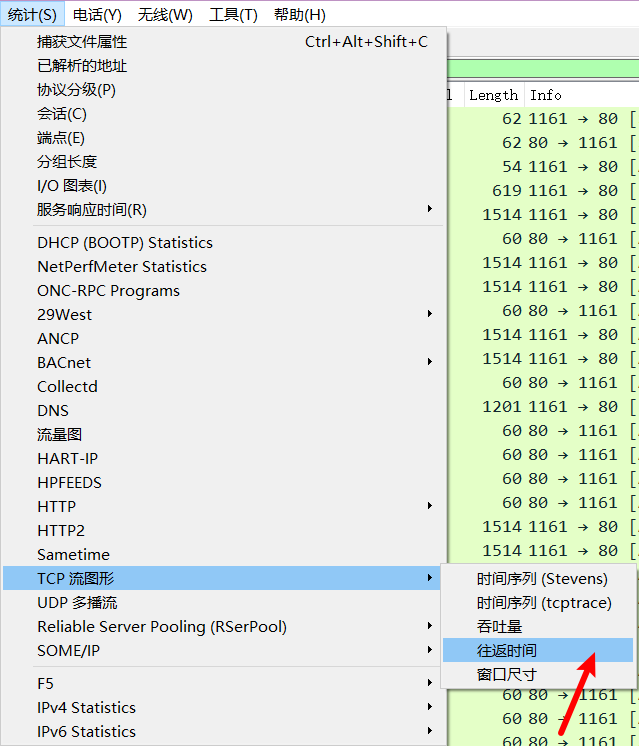 统计(S) 电话(Y) 无线(W) 工具(T) 帮助(H)
捕获文件属性 Ctrl+Alt+Shift+C
已解析的地址
协议分级(P)
会话(C)
端点(E)
分组长度
I/O 图表(I)
服务响应时间(R)
DHCP (BOOTP) Statistics
NetPerfMeter Statistics
ONC-RPC Programs
29West
ANCP
BACnet
Collectd
DNS
流量图
HART-IP
HPFEEDS
HTTP
HTTP2
Sametime
TCP 流图形
UDP 多播流
Reliable Server Pooling (RSerPool)
SOME/IP
F5
IPv4 Statistics
IPv6 Statistics
时间序列 (Stevens)
时间序列 (tcptrace)
吞吐量
往返时间
窗口尺寸
l Length Info
62 1161 → 80 [
62 80 → 1161 [
54 1161 → 80 [
619 1161 → 80 [
1514 1161 → 80 [
60 80 → 1161 [
1514 1161 → 80 [
1514 1161 → 80 [
60 80 → 1161 [
1514 1161 → 80 [
1514 1161 → 80 [
60 80 → 1161 [
1201 1161 → 80 [
60 80 → 1161 [
60 80 → 1161 [
60 80 → 1161 [
60 80 → 1161 [
1514 1161 → 80 [
1514 1161 → 80 [
60 80 → 1161 [
60 80 → 1161 [
60 80 → 1161 [